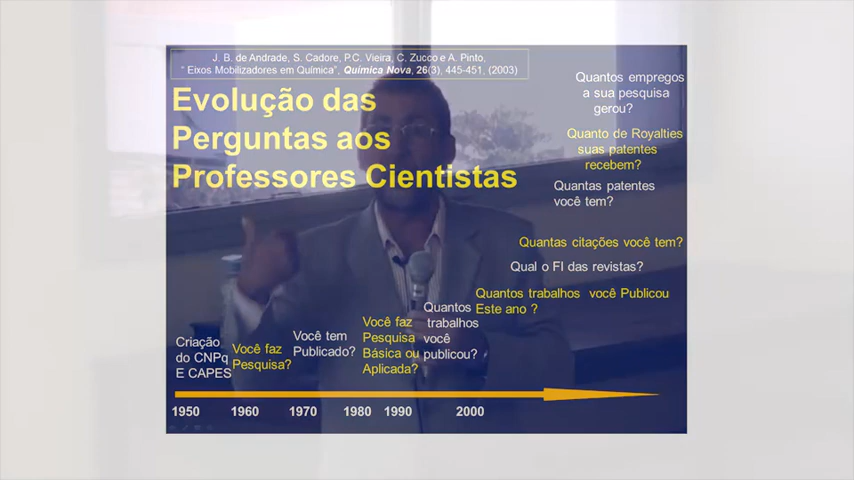 J. B. de Andrade, S. Cadore, P.C. Vieira, C. Zucco e A. Pinto,
“ Eixos Mobilizadores em Química”, Química Nova, 26(3), 445-451, (2003)
Evolução das
Perguntas aos
Professores Cientistas
Quantos empregos
a sua pesquisa
gerou?
Quanto de Royalties
suas patentes
recebem?
Quantas patentes
você tem?
Quantas citações você tem?
Qual o FI das revistas?
Quantos trabalhos você Publicou
Este ano ?
Quantos
trabalhos
você
publicou?
Você faz
Pesquisa
Básica ou
Aplicada?
Você tem
Publicado?
Você faz
Pesquisa?
Criação
do CNPq
E CAPES
1950 1960 1970 1980 1990 2000